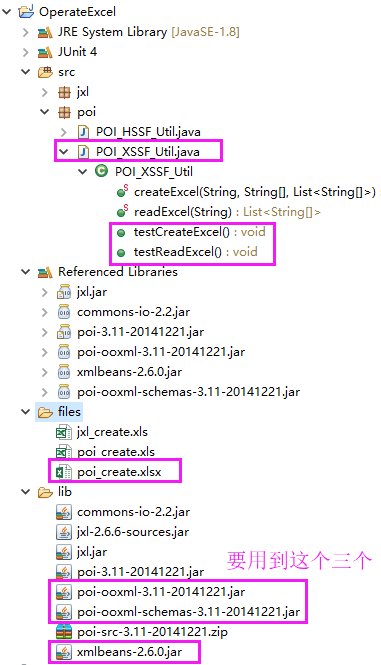 OperateExcel
JRE System Library [JavaSE-1.8]
JUnit 4
src
jxl
poi
POI_HSSF_Util.java
POI_XSSF_Util.java
POI_XSSF_Util
createExcel(String, String[], List<String[]>)
readExcel(String) : List<String[]>
testCreateExcel() : void
testReadExcel() : void
Referenced Libraries
jxl.jar
commons-io-2.2.jar
poi-3.11-20141221.jar
poi-ooxml-3.11-20141221.jar
xmlbeans-2.6.0.jar
poi-ooxml-schemas-3.11-20141221.jar
files
jxl_create.xls
poi_create.xls
poi_create.xlsx
lib
commons-io-2.2.jar
jxl-2.6.6-sources.jar
jxl.jar
要用到这个三个
poi-3.11-20141221.jar
poi-ooxml-3.11-20141221.jar
poi-ooxml-schemas-3.11-20141221.jar
poi-src-3.11-20141221.zip
xmlbeans-2.6.0.jar